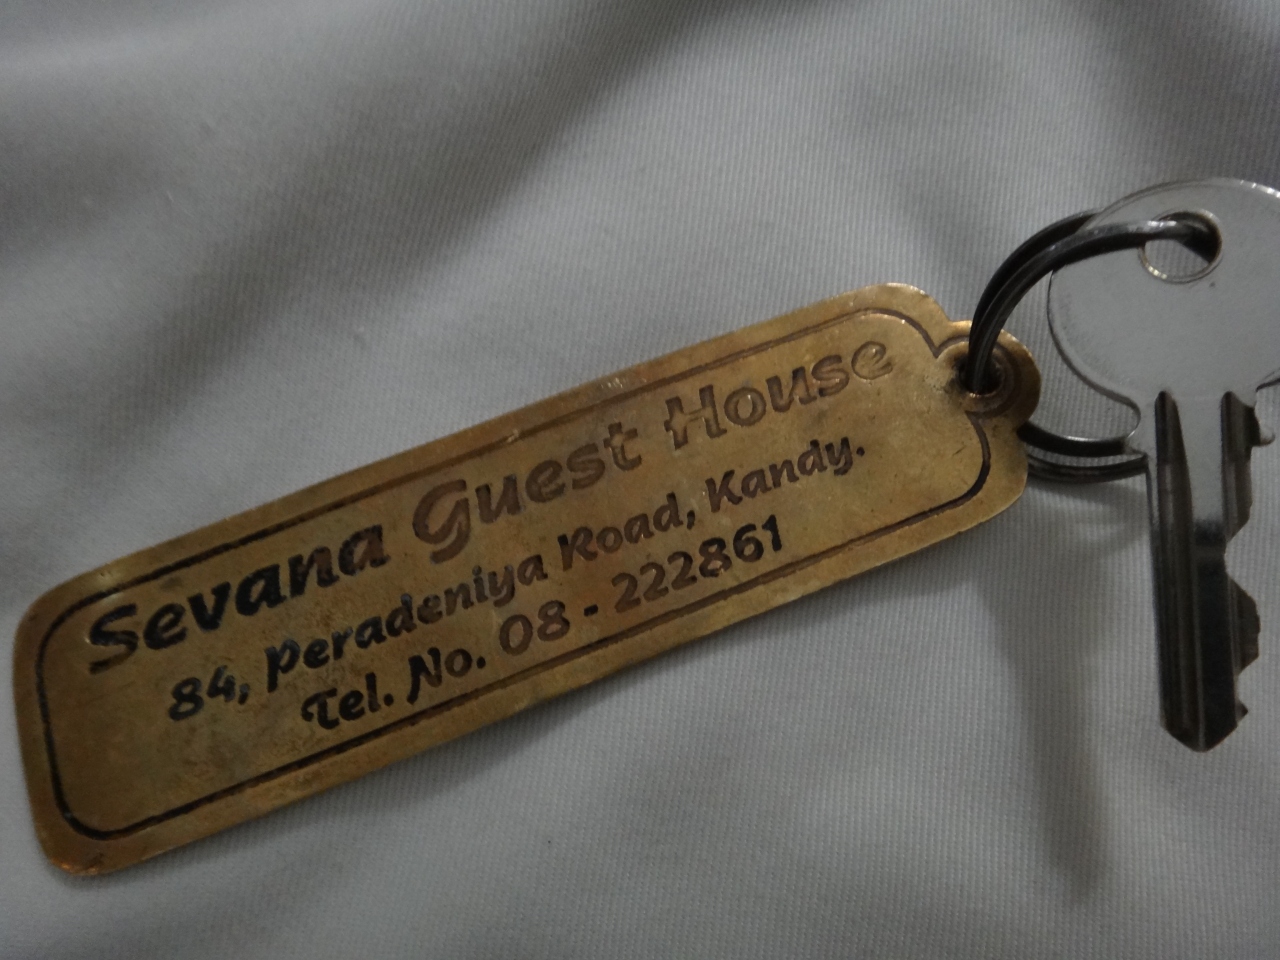 Sevana Guest House
84, Peradeniya Road, Kandy.
Tel. No. 08 - 222861